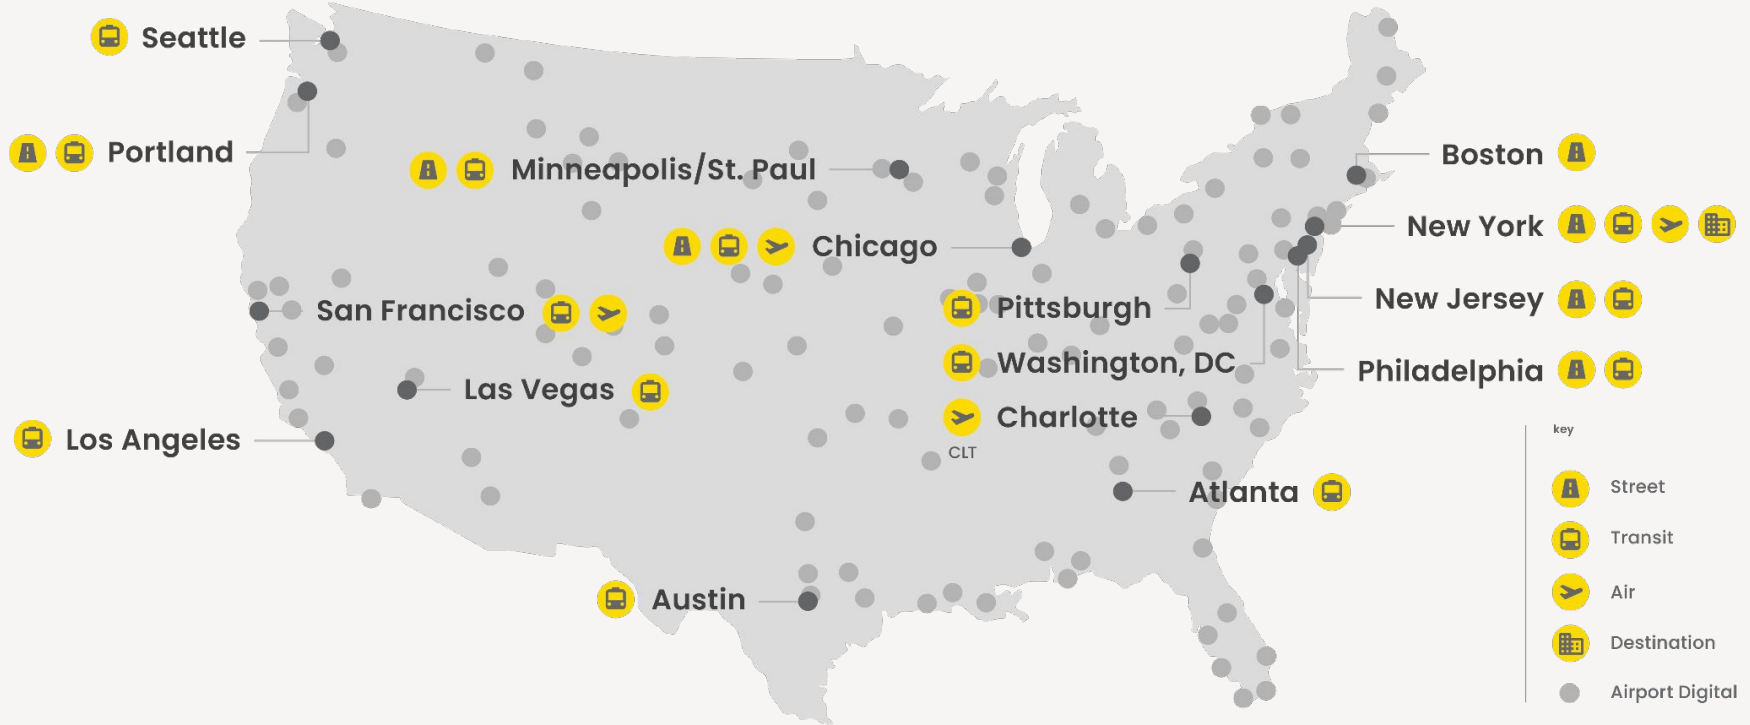 Seattle
Portland
Minneapolis/St. Paul
Chicago
San Francisco
Las Vegas
Los Angeles
Austin
Boston
New York
Pittsburgh
New Jersey
Washington, DC
Philadelphia
Charlotte
CLT
Atlanta
key
Street
Transit
Air
Destination
Airport Digital